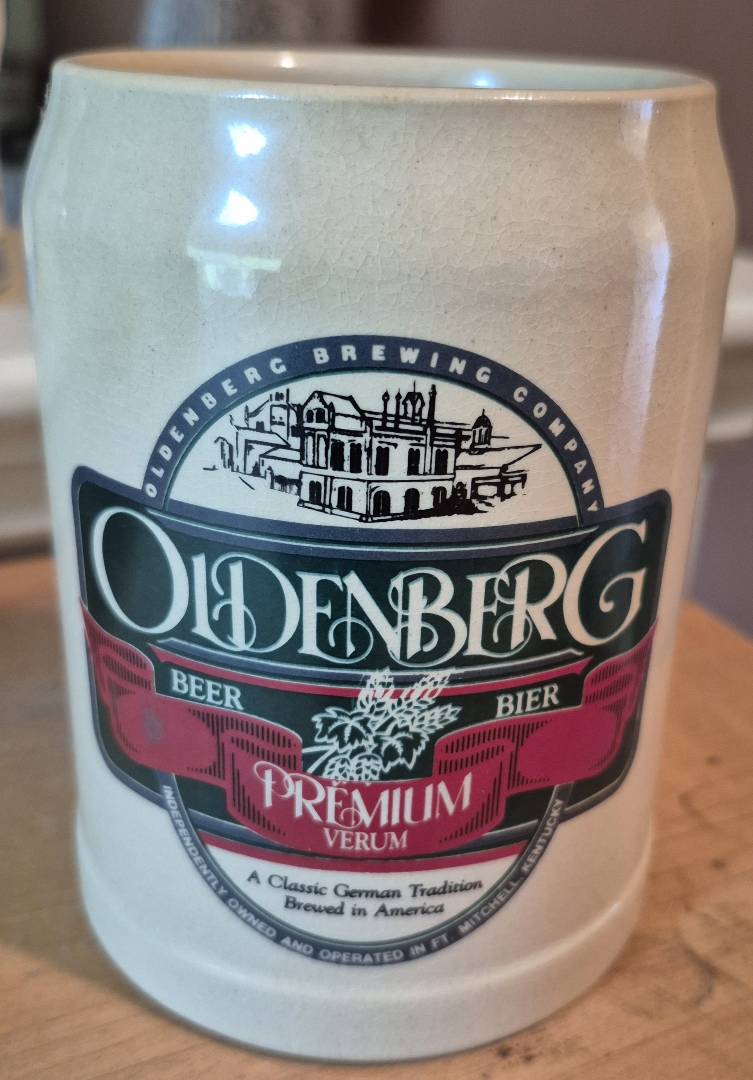 OLDENBERG BREWING COMPANY
OLDENBERG
BEER
BIER
PREMIUM
VERUM
A Classic German Tradition
Brewed in America
INDEPENDENTLY OWNED AND OPERATED IN FT. MITCHELL, KENTUCKY